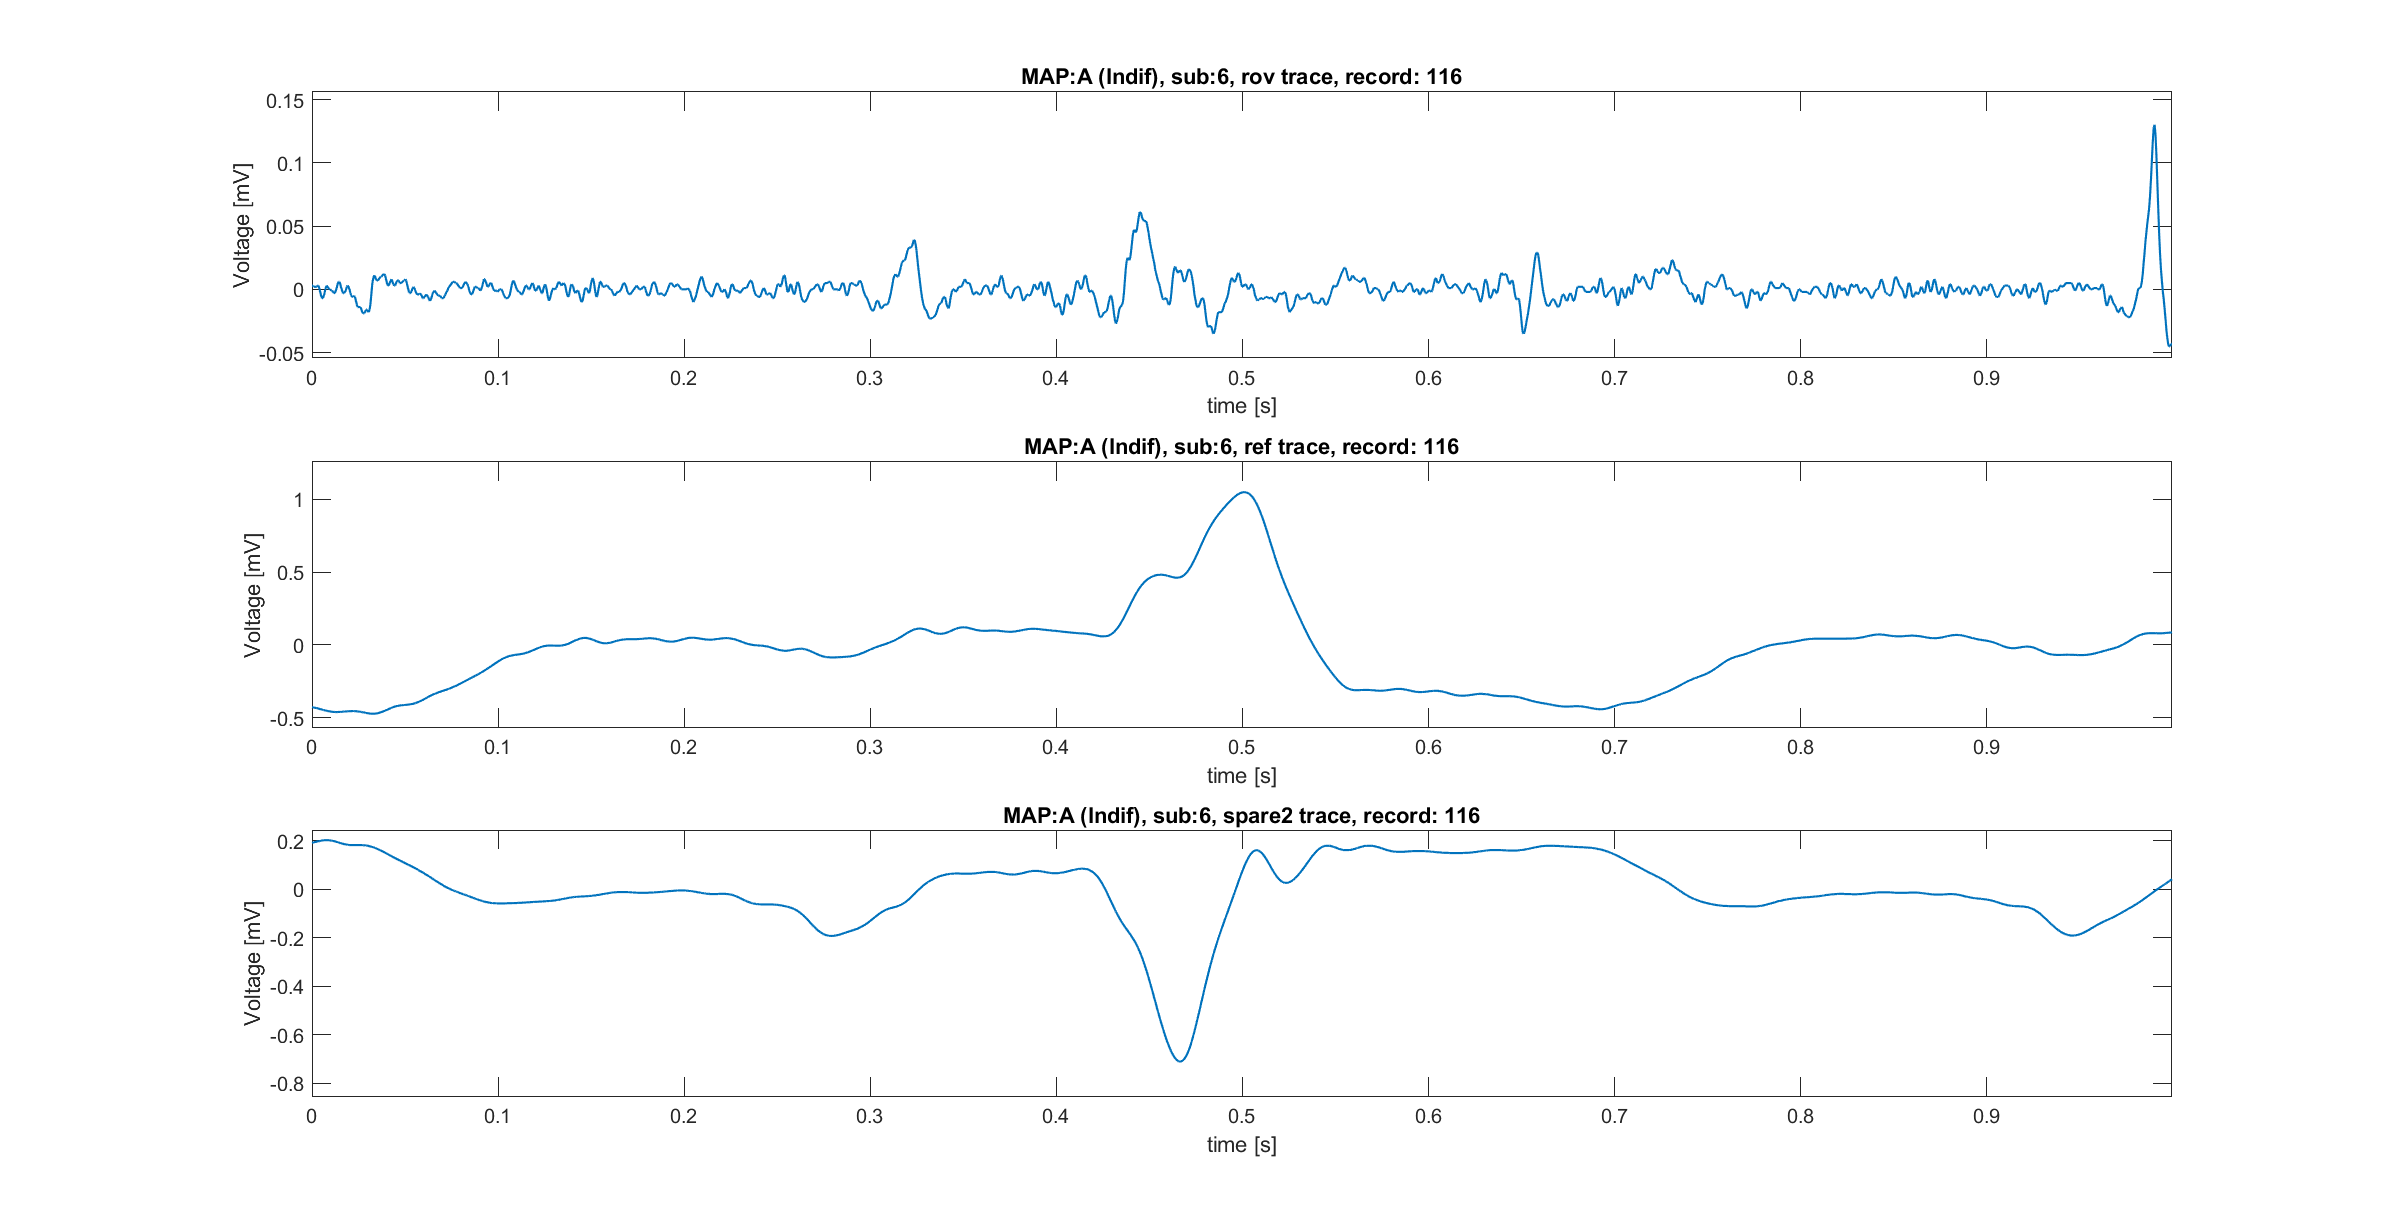 MAP:A (Indif), sub:6, rov trace, record: 116
Voltage [mV]
0.15
0.1
0.05
0
-0.05
0 0.1 0.2 0.3 0.4 0.5 0.6 0.7 0.8 0.9
time [s]
MAP:A (Indif), sub:6, ref trace, record: 116
Voltage [mV]
1
0.5
0
-0.5
0 0.1 0.2 0.3 0.4 0.5 0.6 0.7 0.8 0.9
time [s]
MAP:A (Indif), sub:6, spare2 trace, record: 116
Voltage [mV]
0.2
0
-0.2
-0.4
-0.6
-0.8
0 0.1 0.2 0.3 0.4 0.5 0.6 0.7 0.8 0.9
time [s]